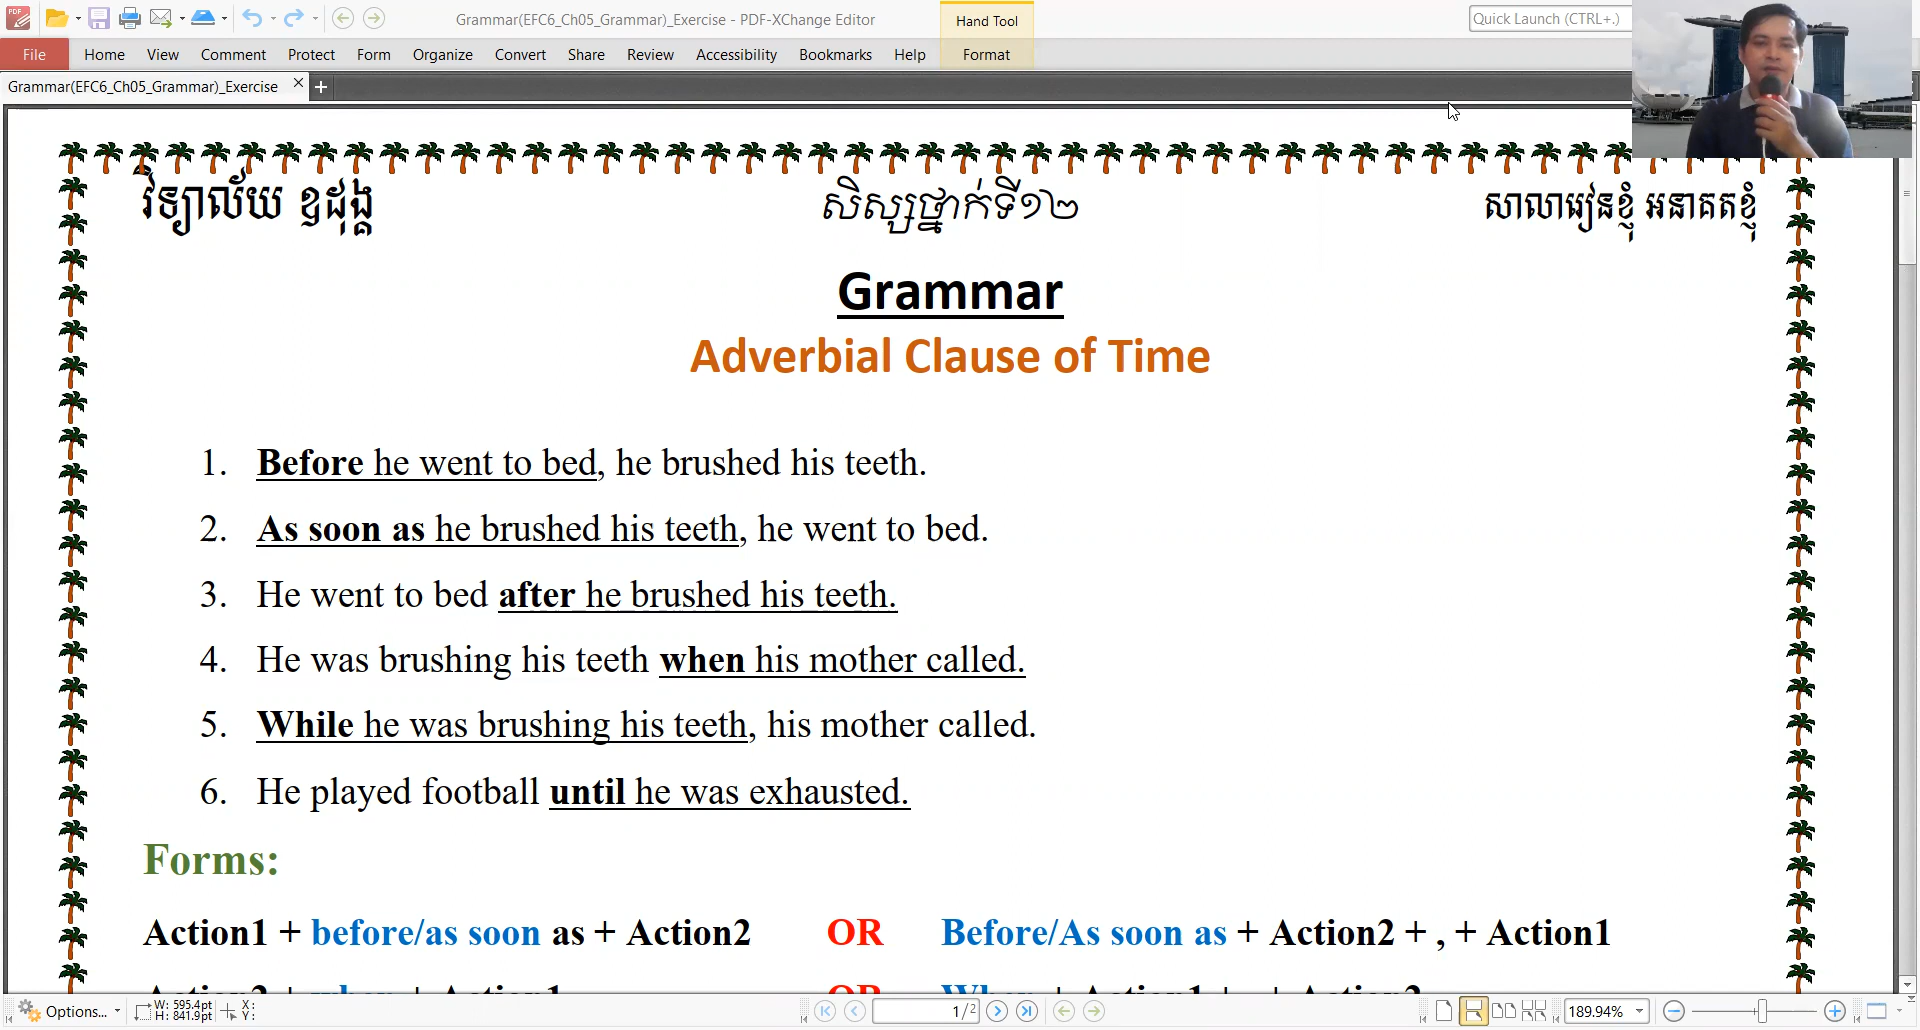 Grammar(EFC6_Ch05_Grammar)_Exercise - PDF-XChange Editor
Hand Tool
Quick Launch (CTRL+.)
File Home View Comment Protect Form Organize Convert Share Review Accessibility Bookmarks Help Format
Grammar(EFC6_Ch05_Grammar)_Exercise
វិទ្យាល័យ ឧដុង្គ សិស្សថ្នាក់ទី១២ សាលារៀនខ្ញុំ អនាគតខ្ញុំ
Grammar
Adverbial Clause of Time
1. Before he went to bed, he brushed his teeth.
2. As soon as he brushed his teeth, he went to bed.
3. He went to bed after he brushed his teeth.
4. He was brushing his teeth when his mother called.
5. While he was brushing his teeth, his mother called.
6. He played football until he was exhausted.
Forms:
Action1 + before/as soon as + Action2 OR Before/As soon as + Action2 + , + Action1
Options... W: 595.4pt H: 841.9pt X: Y: 1/2 189.94%